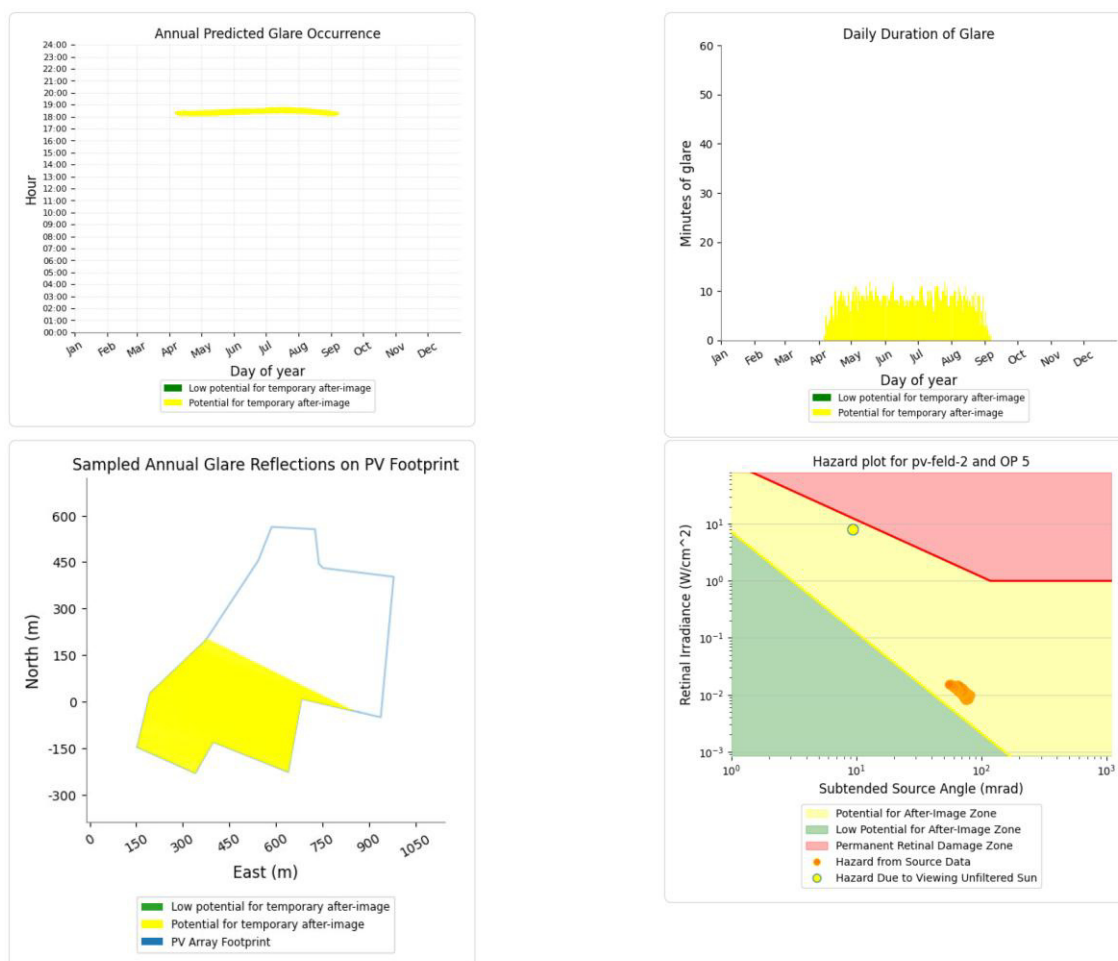 Annual Predicted Glare Occurrence
24:00
23:00
22:00
21:00
20:00
19:00
18:00
17:00
16:00
15:00
14:00
13:00
12:00
11:00
10:00
09:00
08:00
07:00
06:00
05:00
04:00
03:00
02:00
01:00
00:00
Hour
Jan Feb Mar Apr May Jun Jul Aug Sep Oct Nov Dec
Day of year
Low potential for temporary after-image
Potential for temporary after-image
Daily Duration of Glare
60
50
40
30
20
10
0
Minutes of glare
Jan Feb Mar Apr May Jun Jul Aug Sep Oct Nov Dec
Day of year
Low potential for temporary after-image
Potential for temporary after-image
Sampled Annual Glare Reflections on PV Footprint
600
450
300
150
0
-150
-300
North (m)
0 150 300 450 600 750 900 1050
East (m)
Low potential for temporary after-image
Potential for temporary after-image
PV Array Footprint
Hazard plot for pv-feld-2 and OP 5
10^1
10^0
10^-1
10^-2
10^-3
Retinal Irradiance (W/cm^2)
10^0 10^1 10^2 10^3
Subtended Source Angle (mrad)
Potential for After-Image Zone
Low Potential for After-Image Zone
Permanent Retinal Damage Zone
Hazard from Source Data
Hazard Due to Viewing Unfiltered Sun